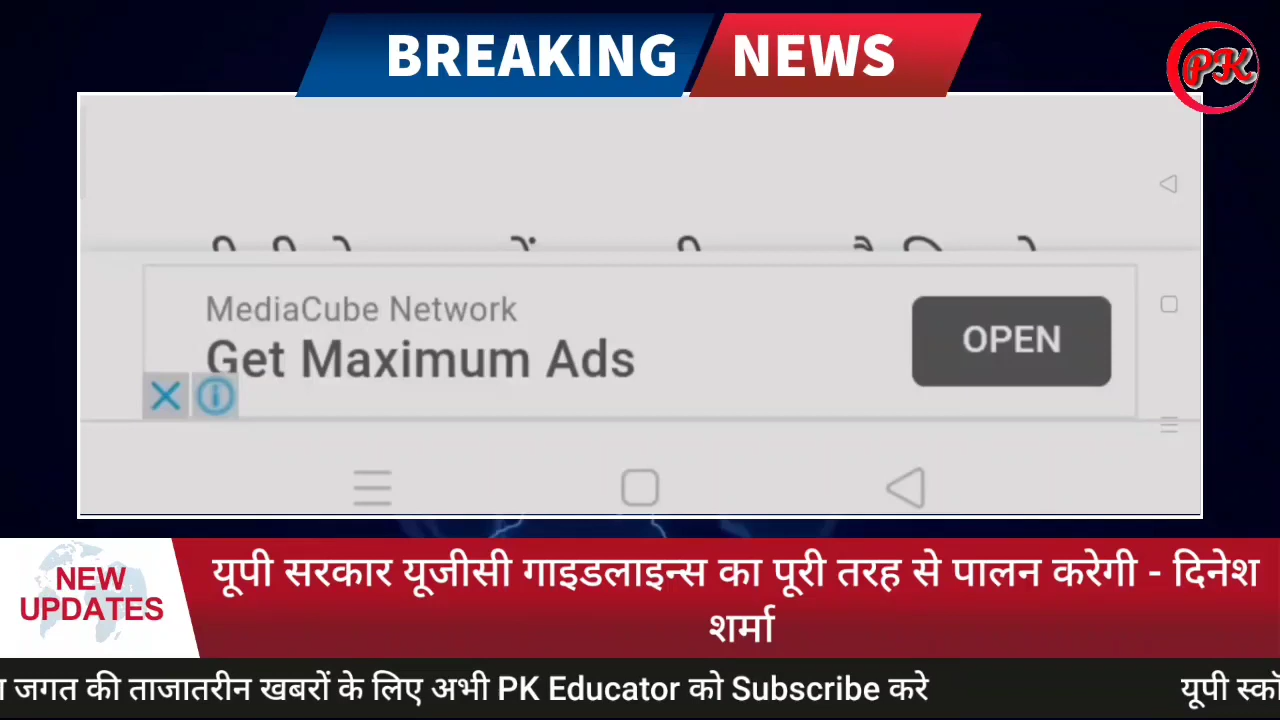 BREAKING NEWS
PK
MediaCube Network
Get Maximum Ads
OPEN
NEW
UPDATES
यूपी सरकार यूजीसी गाइडलाइन्स का पूरी तरह से पालन करेगी - दिनेश
शर्मा
जगत की ताजातरीन खबरों के लिए अभी PK Educator को Subscribe करे
यूपी